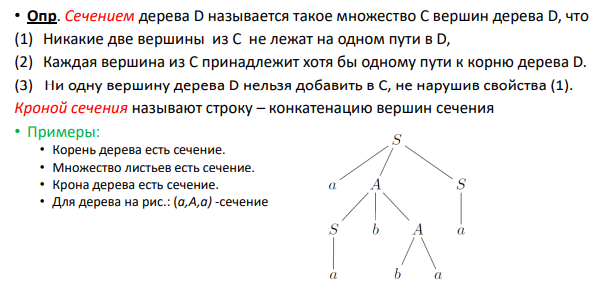 • Опр. Сечением дерева D называется такое множество C вершин дерева D, что
(1) Никакие две вершины из C не лежат на одном пути в D,
(2) Каждая вершина из C принадлежит хотя бы одному пути к корню дерева D.
(3) Ни одну вершину дерева D нельзя добавить в C, не нарушив свойства (1).
Кроной сечения называют строку – конкатенацию вершин сечения
• Примеры:
• Корень дерева есть сечение.
• Множество листьев есть сечение.
• Крона дерева есть сечение.
• Для дерева на рис.: (a,A,a) -сечение
S
a A S
S b A a
a b a